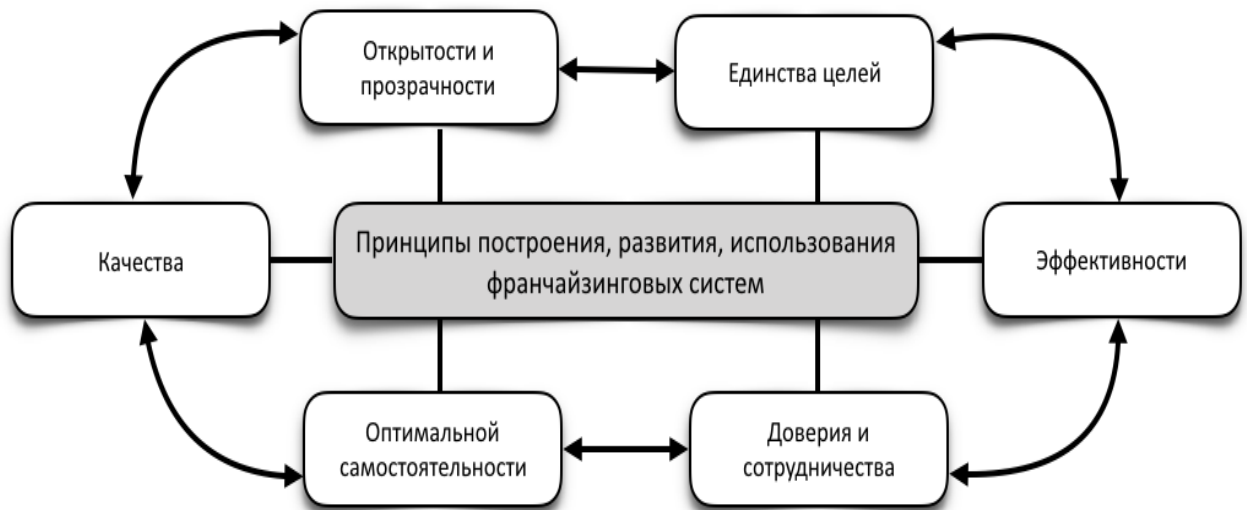 Открытости и
прозрачности
Единства целей
Качества
Принципы построения, развития, использования
франчайзинговых систем
Эффективности
Оптимальной
самостоятельности
Доверия и
сотрудничества